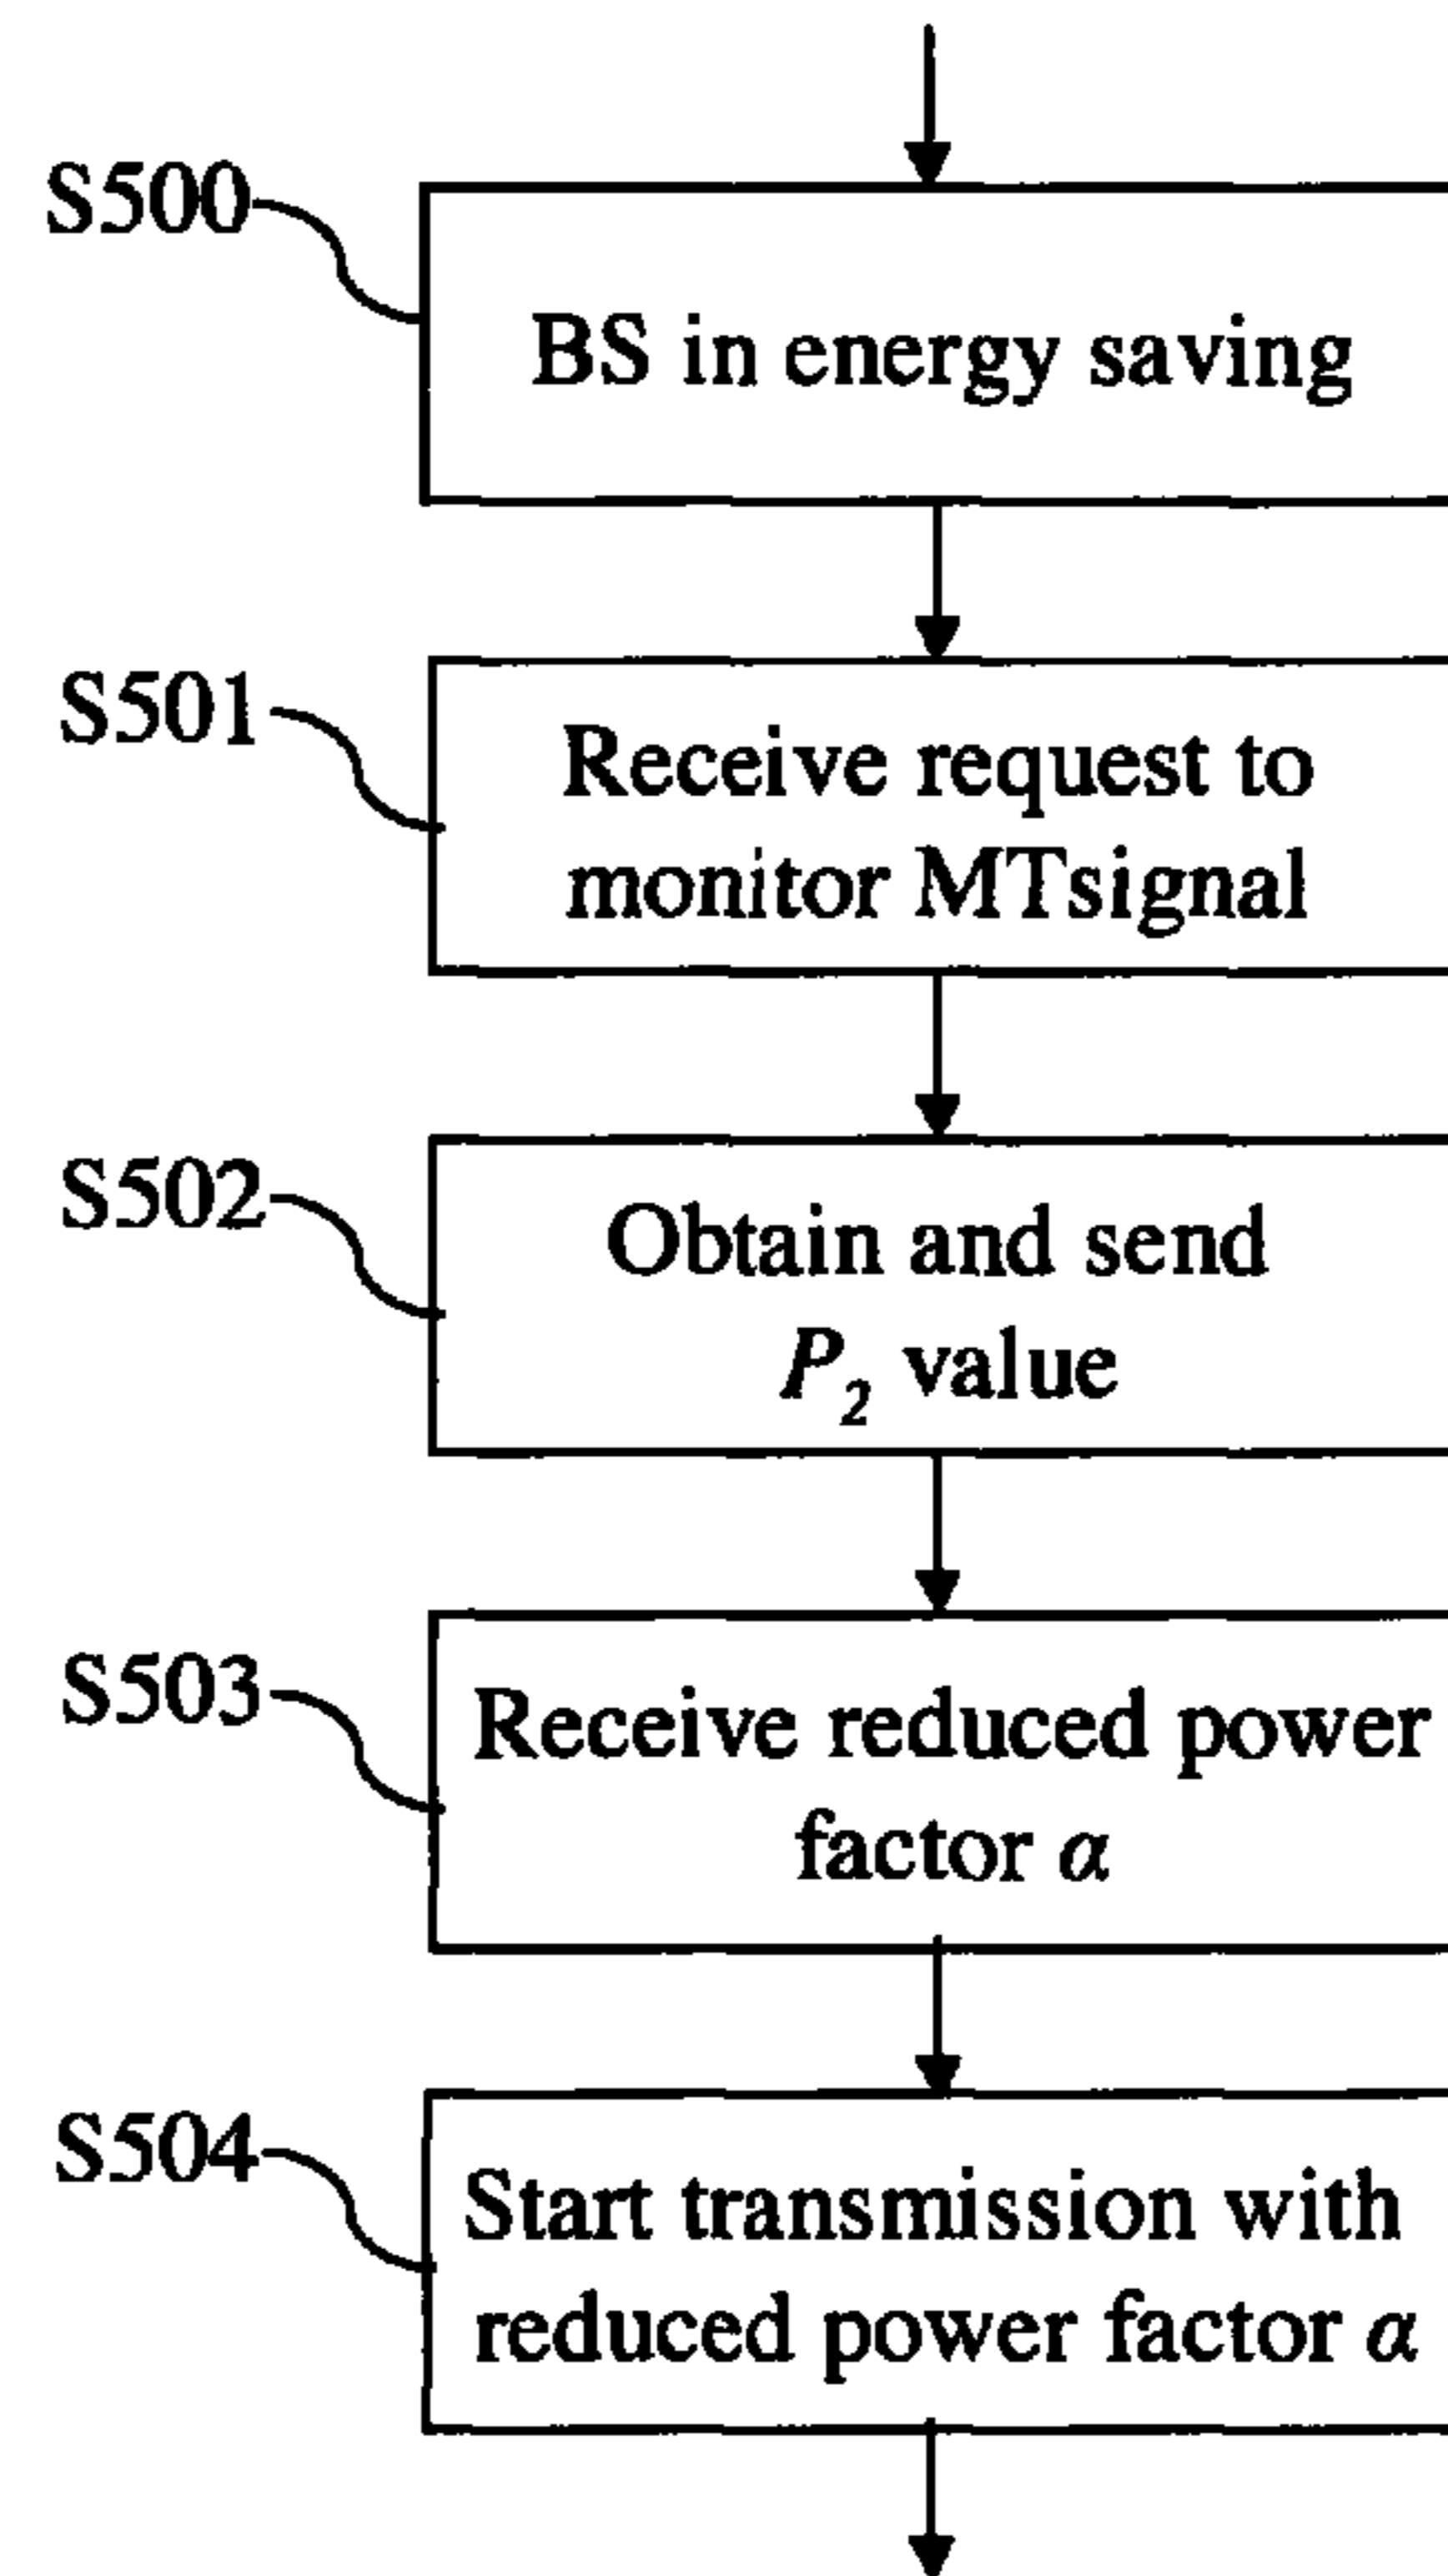 S500
BS in energy saving
S501
Receive request to
monitor MTsignal
S502
Obtain and send
P₂ value
S503
Receive reduced power
factor α
S504
Start transmission with
reduced power factor α